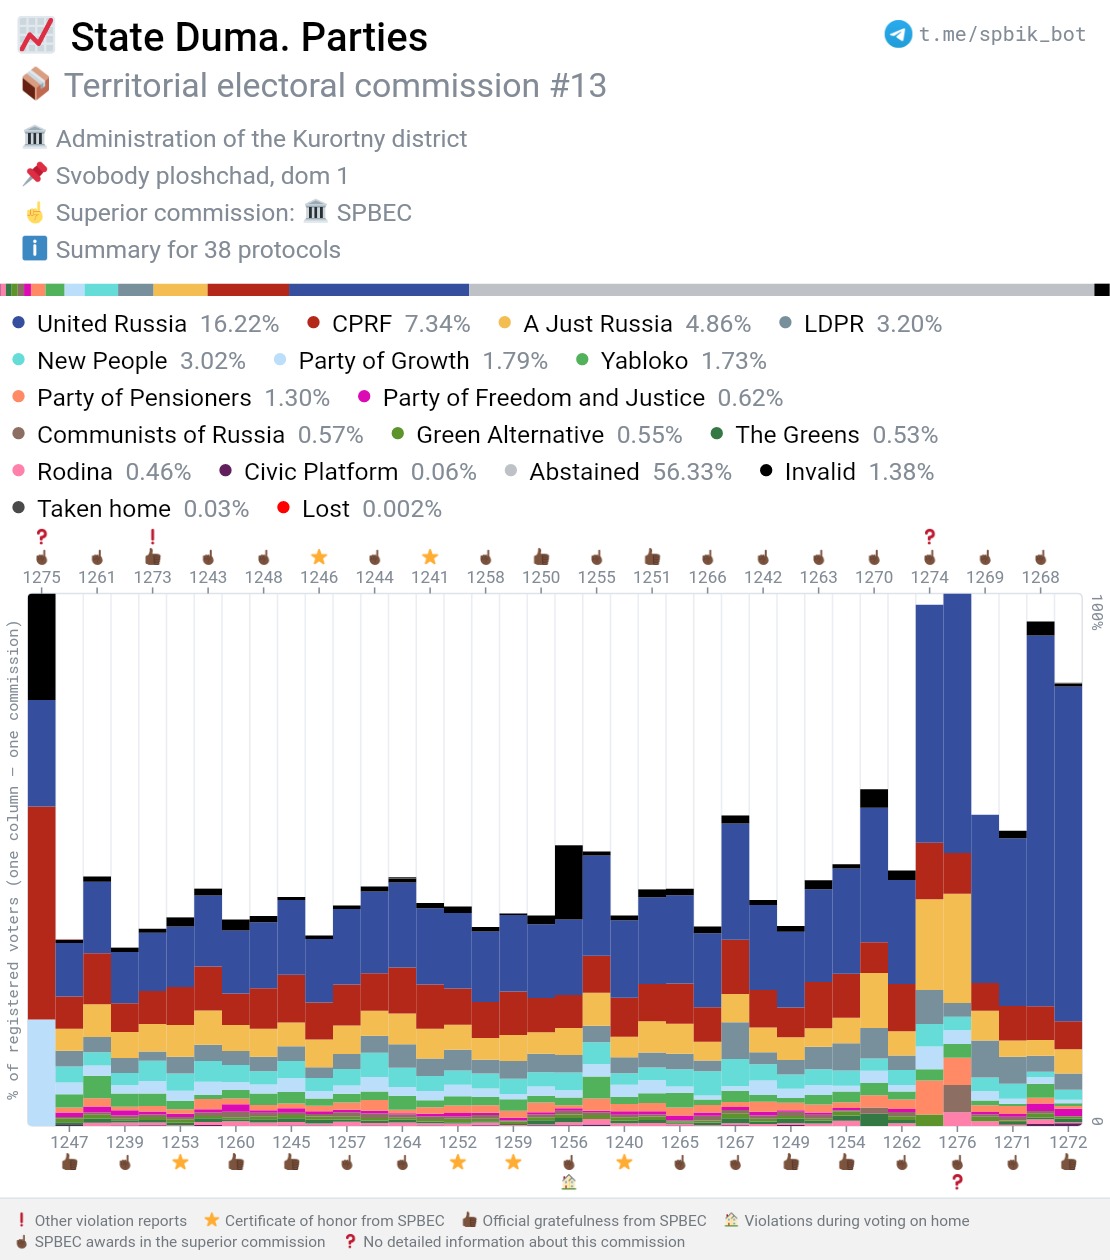 State Duma. Parties
t.me/spbik_bot
Territorial electoral commission #13
Administration of the Kurortny district
Svobody ploshchad, dom 1
Superior commission: SPBEC
Summary for 38 protocols
United Russia 16.22% CPRF 7.34% A Just Russia 4.86% LDPR 3.20%
New People 3.02% Party of Growth 1.79% Yabloko 1.73%
Party of Pensioners 1.30% Party of Freedom and Justice 0.62%
Communists of Russia 0.57% Green Alternative 0.55% The Greens 0.53%
Rodina 0.46% Civic Platform 0.06% Abstained 56.33% Invalid 1.38%
Taken home 0.03% Lost 0.002%
1275 1261 1273 1243 1248 1246 1244 1241 1258 1250 1255 1251 1266 1242 1263 1270 1274 1269 1268
100%
% of registered voters (one column – one commission)
0
1247 1239 1253 1260 1245 1257 1264 1252 1259 1256 1240 1265 1267 1249 1254 1262 1276 1271 1272
Other violation reports Certificate of honor from SPBEC Official gratefulness from SPBEC Violations during voting on home
SPBEC awards in the superior commission No detailed information about this commission